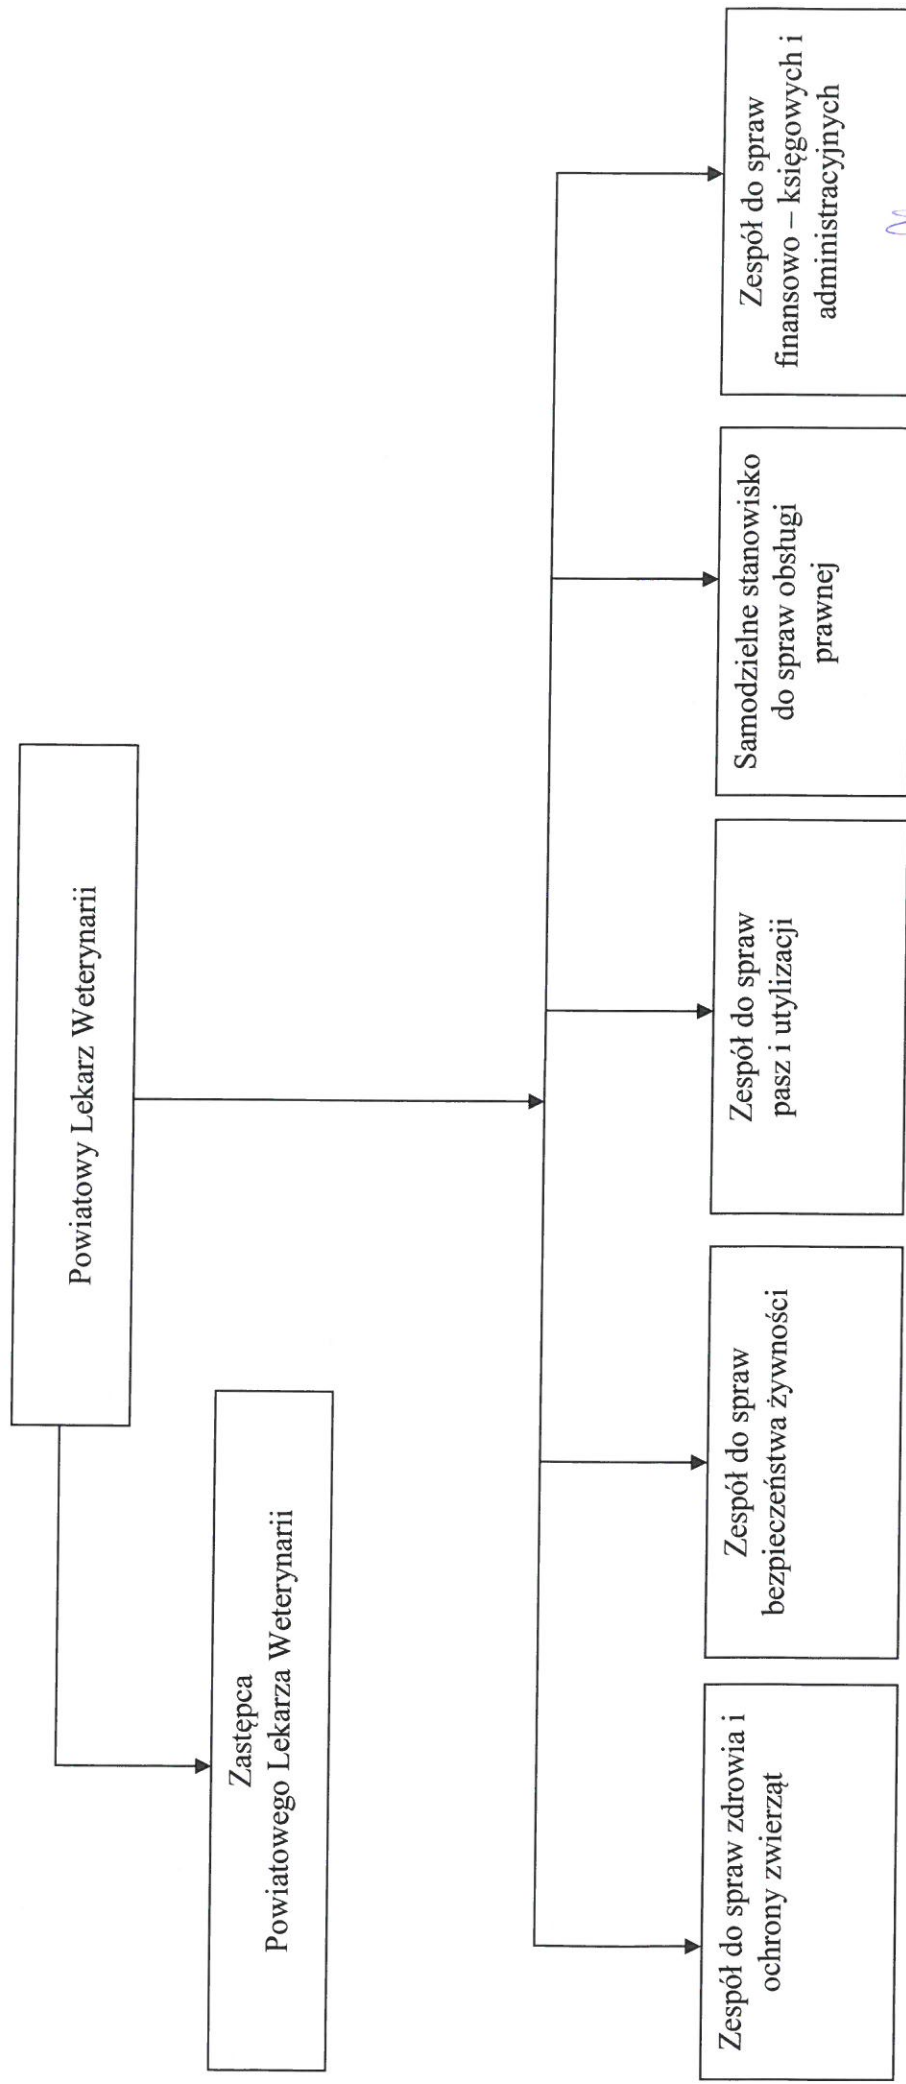 Powiatowy Lekarz Weterynarii
Zastępca
Powiatowego Lekarza Weterynarii
Zespół do spraw zdrowia i
ochrony zwierząt
Zespół do spraw
bezpieczeństwa żywności
Zespół do spraw
pasz i utylizacji
Samodzielne stanowisko
do spraw obsługi
prawnej
Zespół do spraw
finansowo – księgowych i
administracyjnych